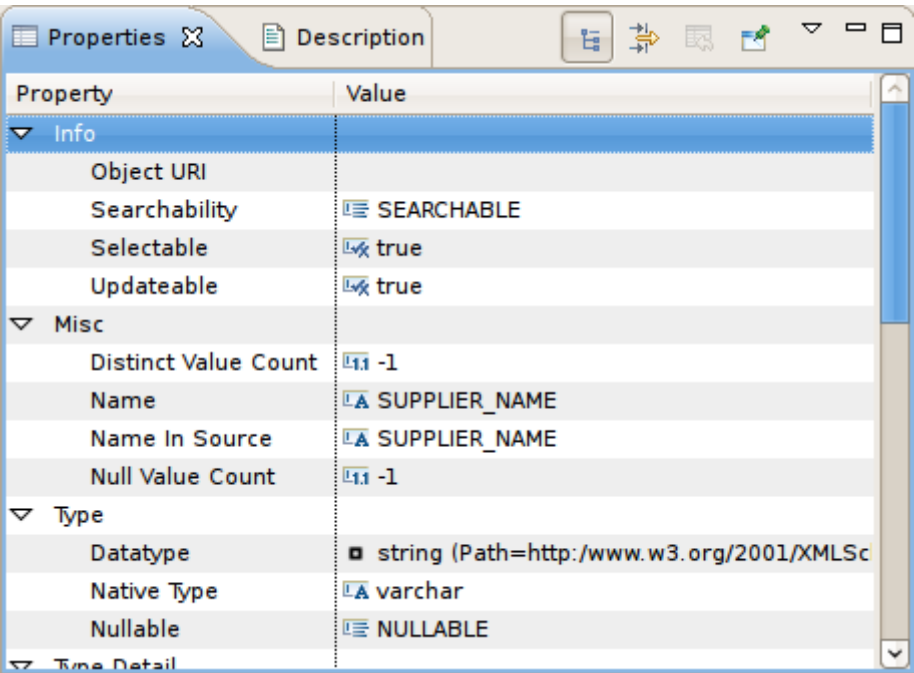 Properties Description
Property Value
Info
Object URI
Searchability SEARCHABLE
Selectable true
Updateable true
Misc
Distinct Value Count -1
Name SUPPLIER_NAME
Name In Source SUPPLIER_NAME
Null Value Count -1
Type
Datatype string (Path=http:/www.w3.org/2001/XMLSc
Native Type varchar
Nullable NULLABLE
Type Detail